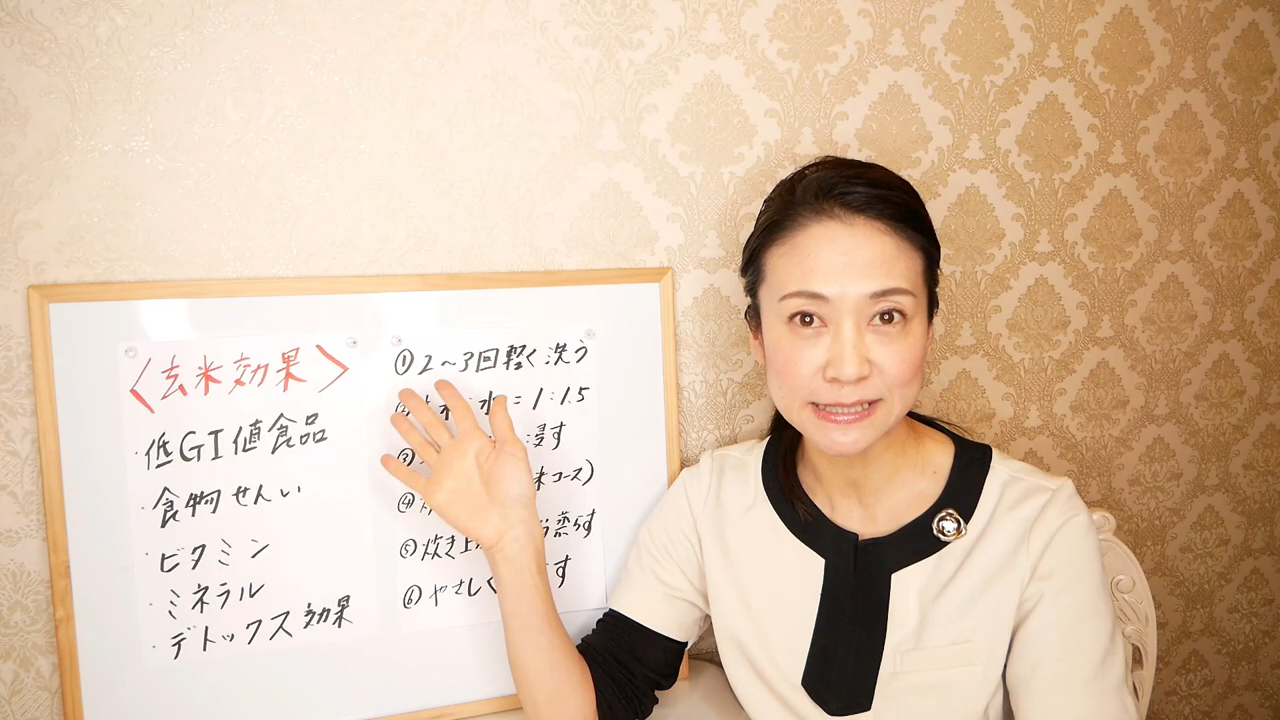 〈玄米効果〉
・低GI値食品
・食物せんい
・ビタミン
・ミネラル
・デトックス効果
①2〜3回軽く洗う
水=1:1.5
③ 浸す
④ 米コース)
⑤炊き上 蒸らす
⑥やさしく す